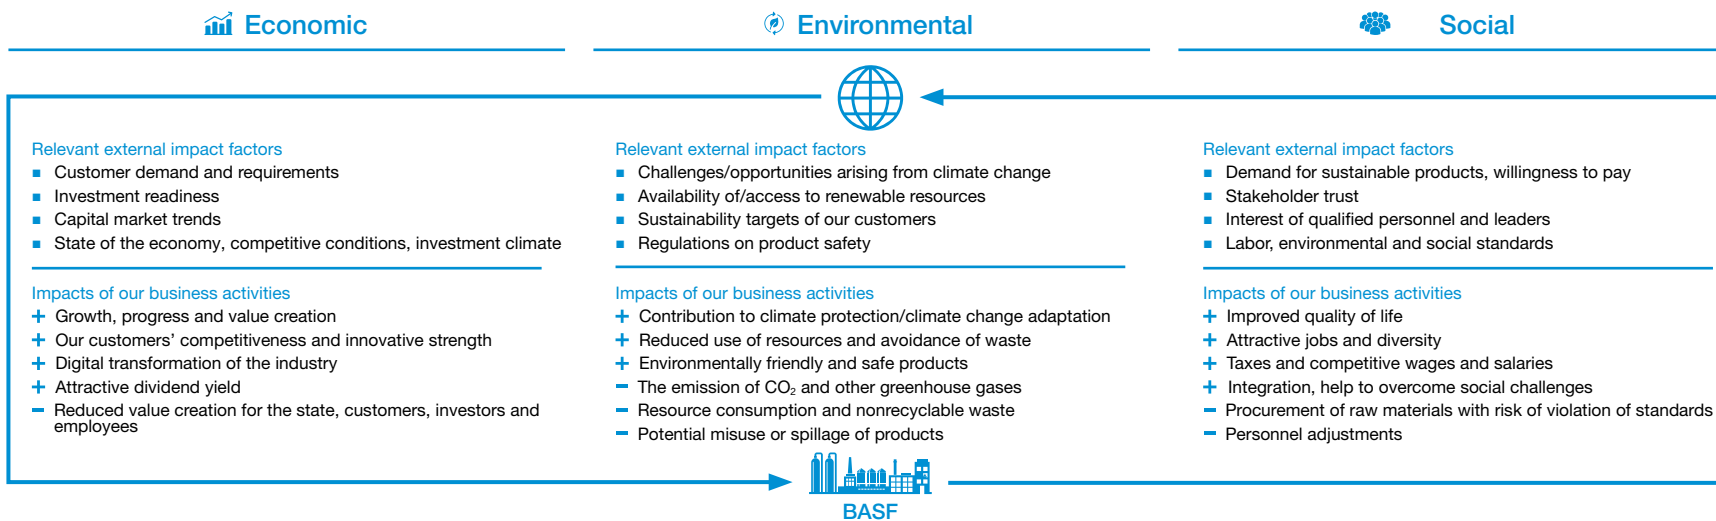 Economic
Relevant external impact factors
Customer demand and requirements
Investment readiness
Capital market trends
State of the economy, competitive conditions, investment climate
Impacts of our business activities
+ Growth, progress and value creation
+ Our customers’ competitiveness and innovative strength
+ Digital transformation of the industry
+ Attractive dividend yield
– Reduced value creation for the state, customers, investors and
employees
Environmental
Relevant external impact factors
Challenges/opportunities arising from climate change
Availability of/access to renewable resources
Sustainability targets of our customers
Regulations on product safety
Impacts of our business activities
+ Contribution to climate protection/climate change adaptation
+ Reduced use of resources and avoidance of waste
+ Environmentally friendly and safe products
– The emission of CO₂ and other greenhouse gases
– Resource consumption and nonrecyclable waste
– Potential misuse or spillage of products
Social
Relevant external impact factors
Demand for sustainable products, willingness to pay
Stakeholder trust
Interest of qualified personnel and leaders
Labor, environmental and social standards
Impacts of our business activities
+ Improved quality of life
+ Attractive jobs and diversity
+ Taxes and competitive wages and salaries
+ Integration, help to overcome social challenges
– Procurement of raw materials with risk of violation of standards
– Personnel adjustments
BASF